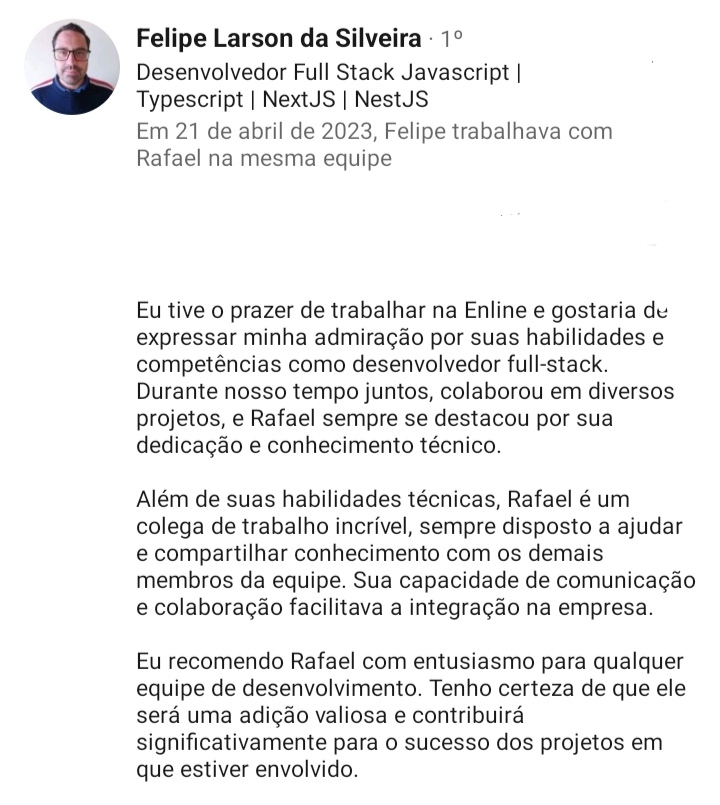 Felipe Larson da Silveira · 1º
Desenvolvedor Full Stack Javascript |
Typescript | NextJS | NestJS
Em 21 de abril de 2023, Felipe trabalhava com
Rafael na mesma equipe
Eu tive o prazer de trabalhar na Enline e gostaria de
expressar minha admiração por suas habilidades e
competências como desenvolvedor full-stack.
Durante nosso tempo juntos, colaborou em diversos
projetos, e Rafael sempre se destacou por sua
dedicação e conhecimento técnico.
Além de suas habilidades técnicas, Rafael é um
colega de trabalho incrível, sempre disposto a ajudar
e compartilhar conhecimento com os demais
membros da equipe. Sua capacidade de comunicação
e colaboração facilitava a integração na empresa.
Eu recomendo Rafael com entusiasmo para qualquer
equipe de desenvolvimento. Tenho certeza de que ele
será uma adição valiosa e contribuirá
significativamente para o sucesso dos projetos em
que estiver envolvido.